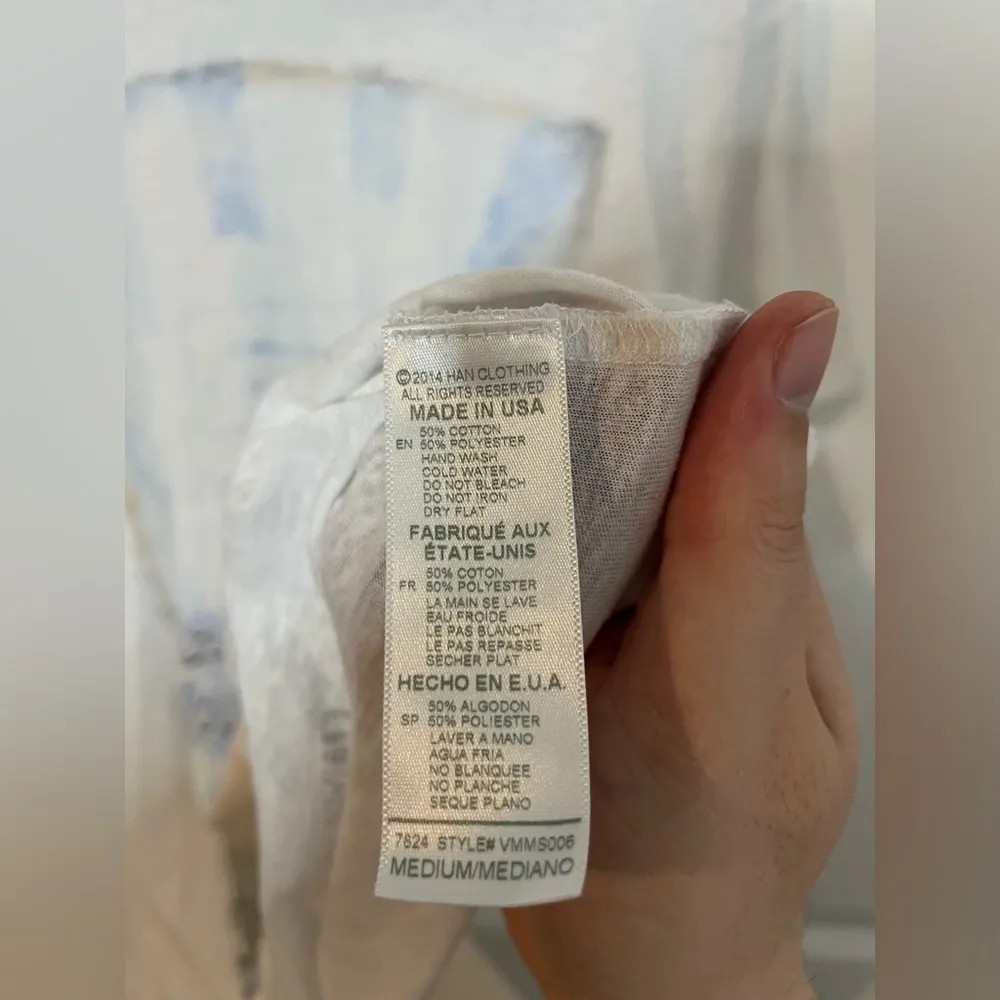 ©2014 HAN CLOTHING
ALL RIGHTS RESERVED
MADE IN USA
50% COTTON
EN 50% POLYESTER
HAND WASH
COLD WATER
DO NOT BLEACH
DO NOT IRON
DRY FLAT
FABRIQUÉ AUX
ÉTATE-UNIS
50% COTON
FR 50% POLYESTER
LA MAIN SE LAVE
EAU FROIDE
LE PAS BLANCHIT
LE PAS REPASSE
SECHER PLAT
HECHO EN E.U.A.
50% ALGODON
SP 50% POLIESTER
LAVER A MANO
AGUA FRIA
NO BLANQUEE
NO PLANCHE
SEQUE PLANO
7624 STYLE# VMMS006
MEDIUM/MEDIANO